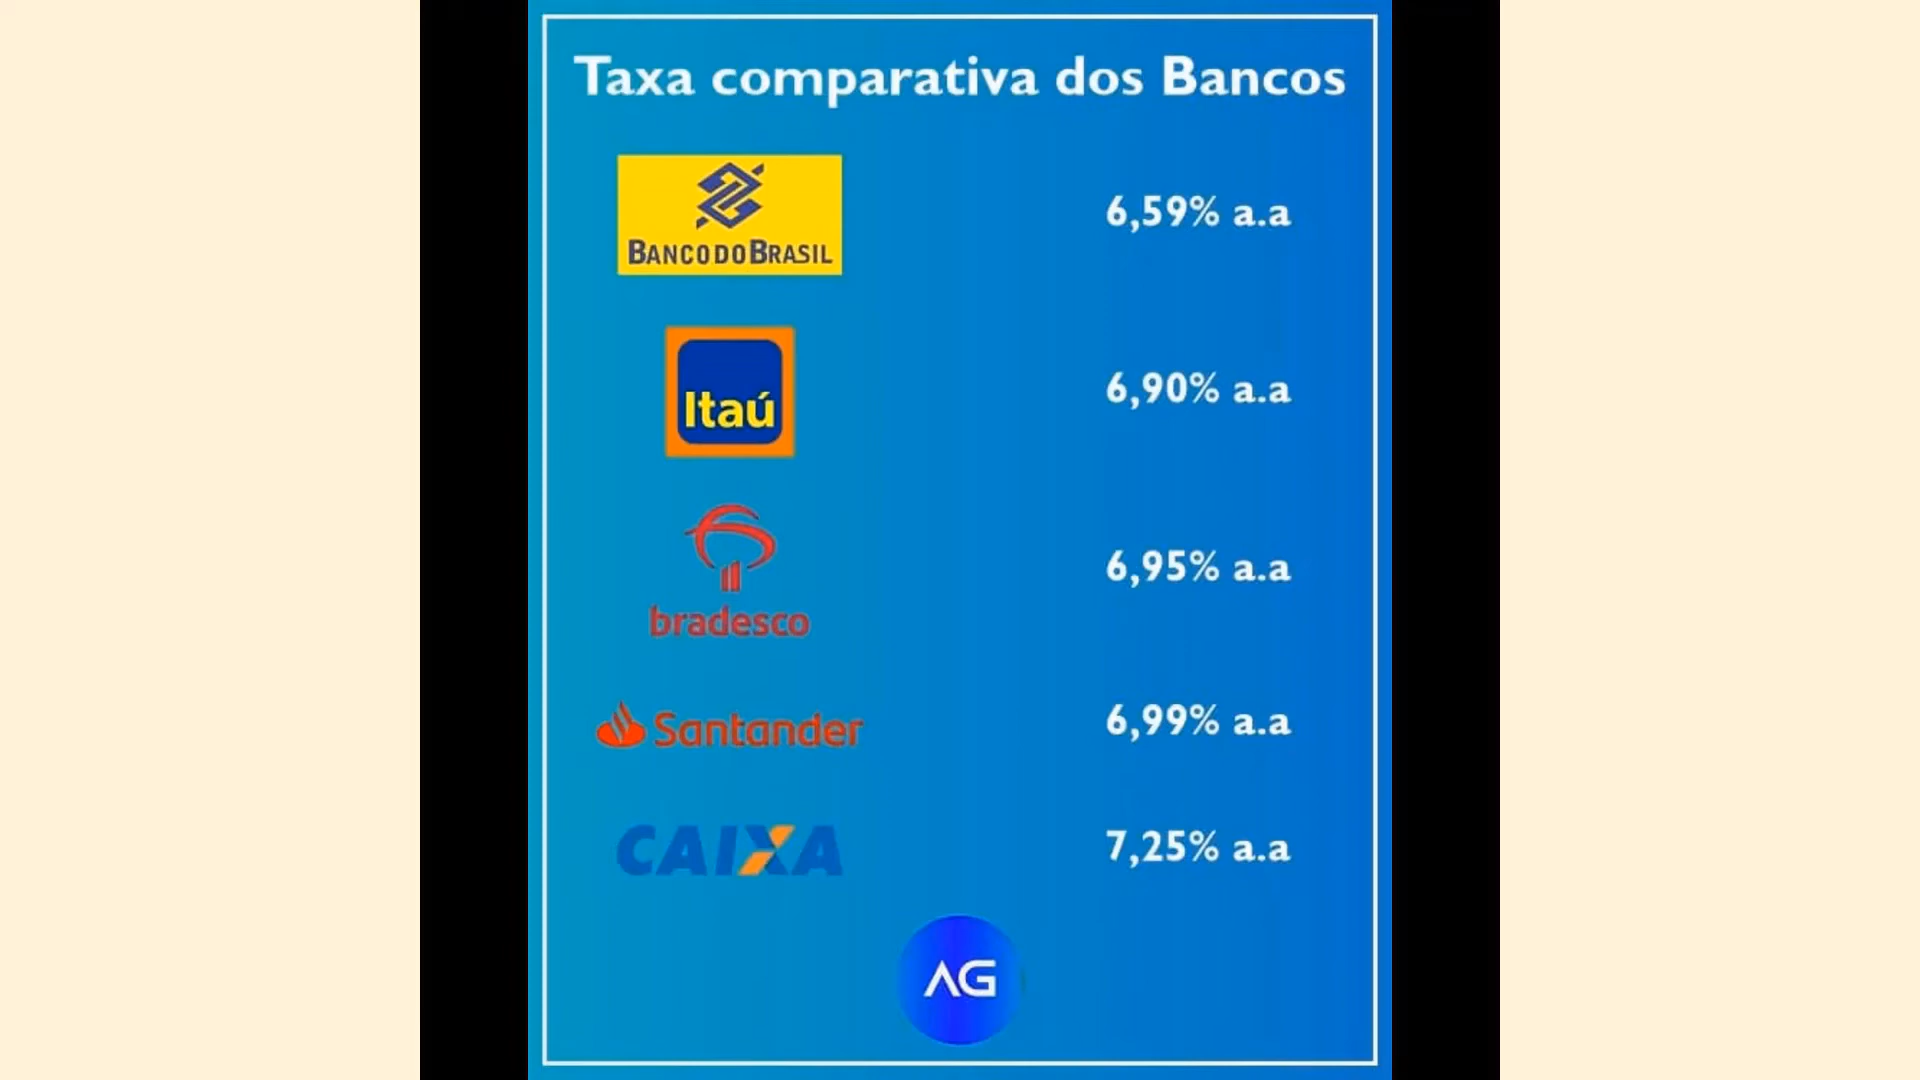 Taxa comparativa dos Bancos
BANCO DO BRASIL
6,59% a.a
Itaú
6,90% a.a
bradesco
6,95% a.a
Santander
6,99% a.a
CAIXA
7,25% a.a
AG